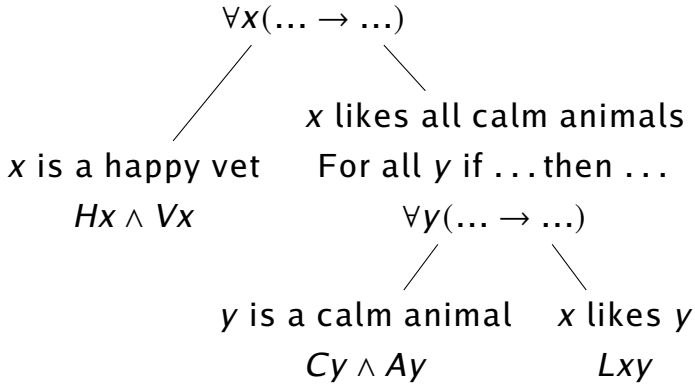 ∀x(... → ...)
x likes all calm animals
x is a happy vet For all y if ... then ...
Hx ∧ Vx ∀y(... → ...)
y is a calm animal x likes y
Cy ∧ Ay Lxy